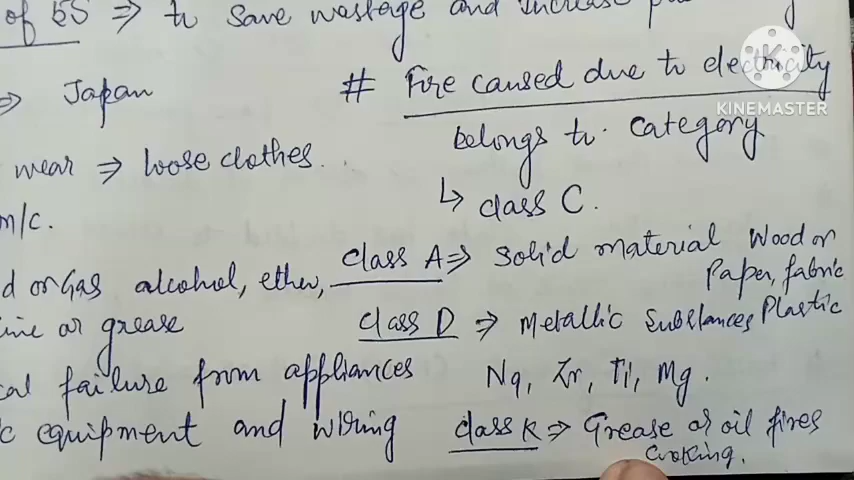 of 5S ⇒ to save wastage and increase
⇒ Japan
# Fire caused due to electricity
belongs to category
↳ class C.
wear ⇒ loose clothes..
m/c.
class A ⇒ Solid material Wood or
Paper, fabric
Plastic
d or Gas alcohol, ether,
ine or grease
class D ⇒ Metallic Substances
Na, Zr, Ti, Mg.
cal failure from appliances
c equipment and wiring
class K ⇒ Grease or oil fires
cooking.
KINEMASTER